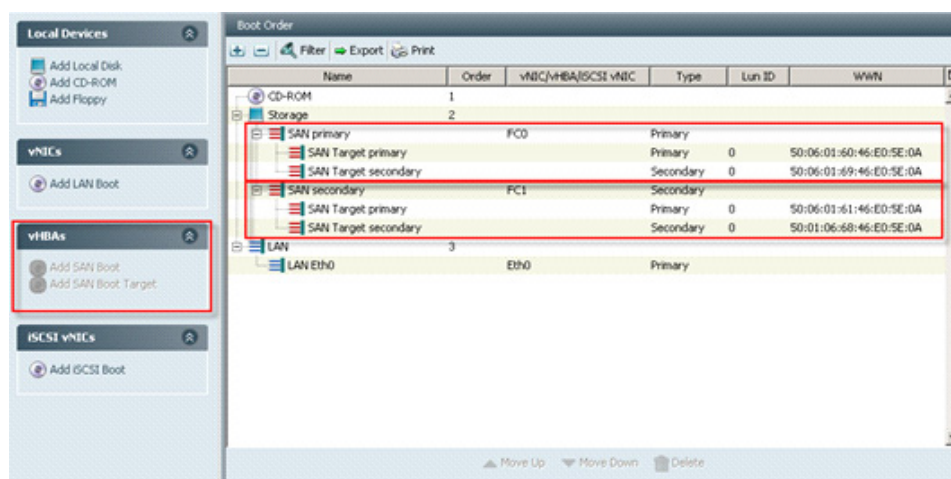 Local Devices
Add Local Disk
Add CD-ROM
Add Floppy
vNICs
Add LAN Boot
vHBAs
Add SAN Boot
Add SAN Boot Target
iSCSI vNICs
Add iSCSI Boot
Boot Order
Filter Export Print
Name Order vNIC/vHBA/iSCSI vNIC Type Lun ID WWN
CD-ROM 1
Storage 2
SAN primary FC0 Primary
SAN Target primary Primary 0 50:06:01:60:46:E0:5E:0A
SAN Target secondary Secondary 0 50:06:01:69:46:E0:5E:0A
SAN secondary FC1 Secondary
SAN Target primary Primary 0 50:06:01:61:46:E0:5E:0A
SAN Target secondary Secondary 0 50:01:06:68:46:E0:5E:0A
LAN 3
LAN Eth0 Eth0 Primary
Move Up Move Down Delete